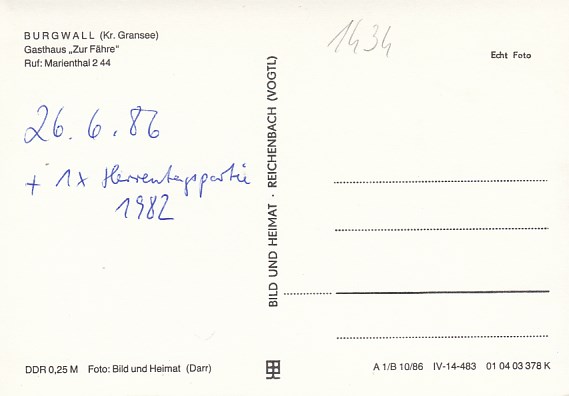 BURGWALL (Kr. Gransee)
Gasthaus „Zur Fähre“
Ruf: Marienthal 2 44
1434
Echt Foto
26. 6. 86
+ 1x Herrentagspartie
1982
BILD UND HEIMAT · REICHENBACH (VOGTL)
DDR 0,25 M Foto: Bild und Heimat (Darr)
A 1/B 10/86 IV-14-483 01 04 03 378 K